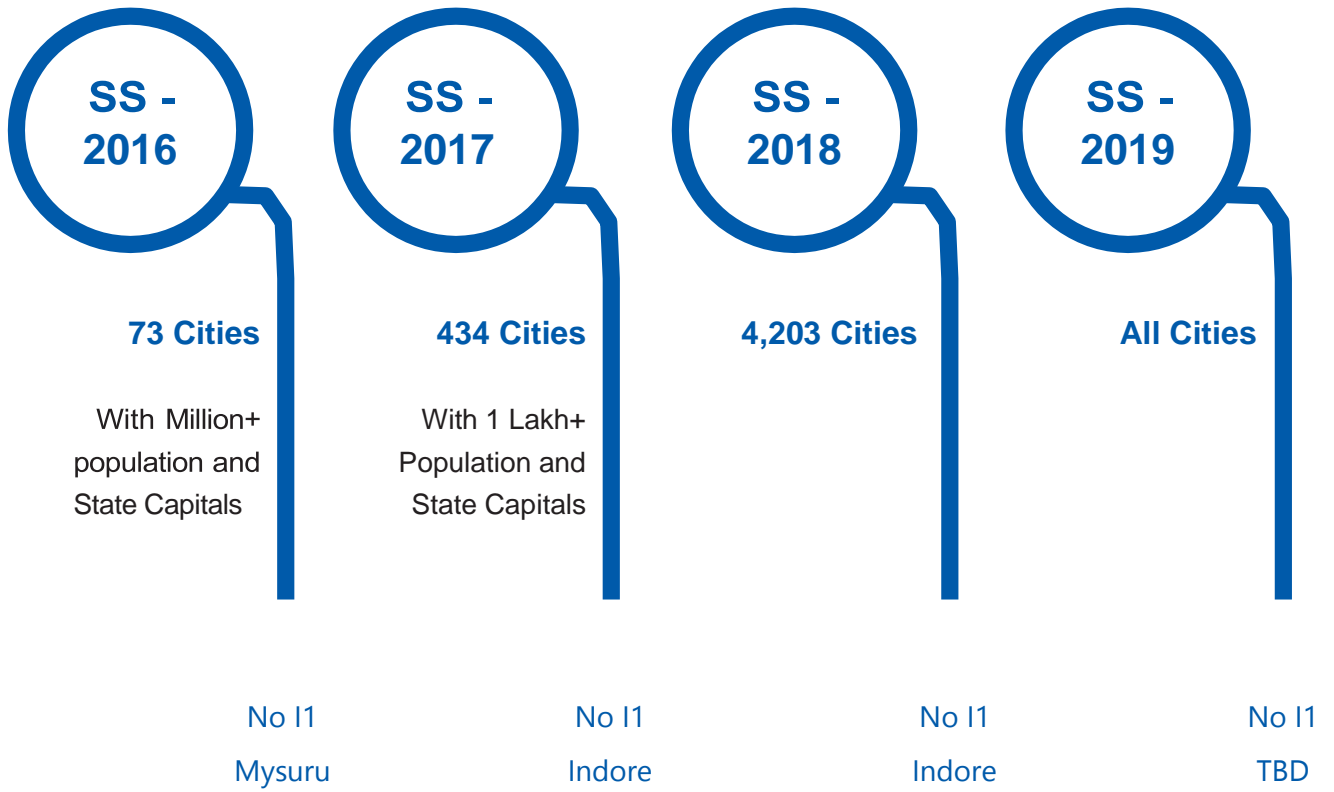 SS -
2016
73 Cities
With Million+
population and
State Capitals
No I1
Mysuru
SS -
2017
434 Cities
With 1 Lakh+
Population and
State Capitals
No I1
Indore
SS -
2018
4,203 Cities
No I1
Indore
SS -
2019
All Cities
No I1
TBD